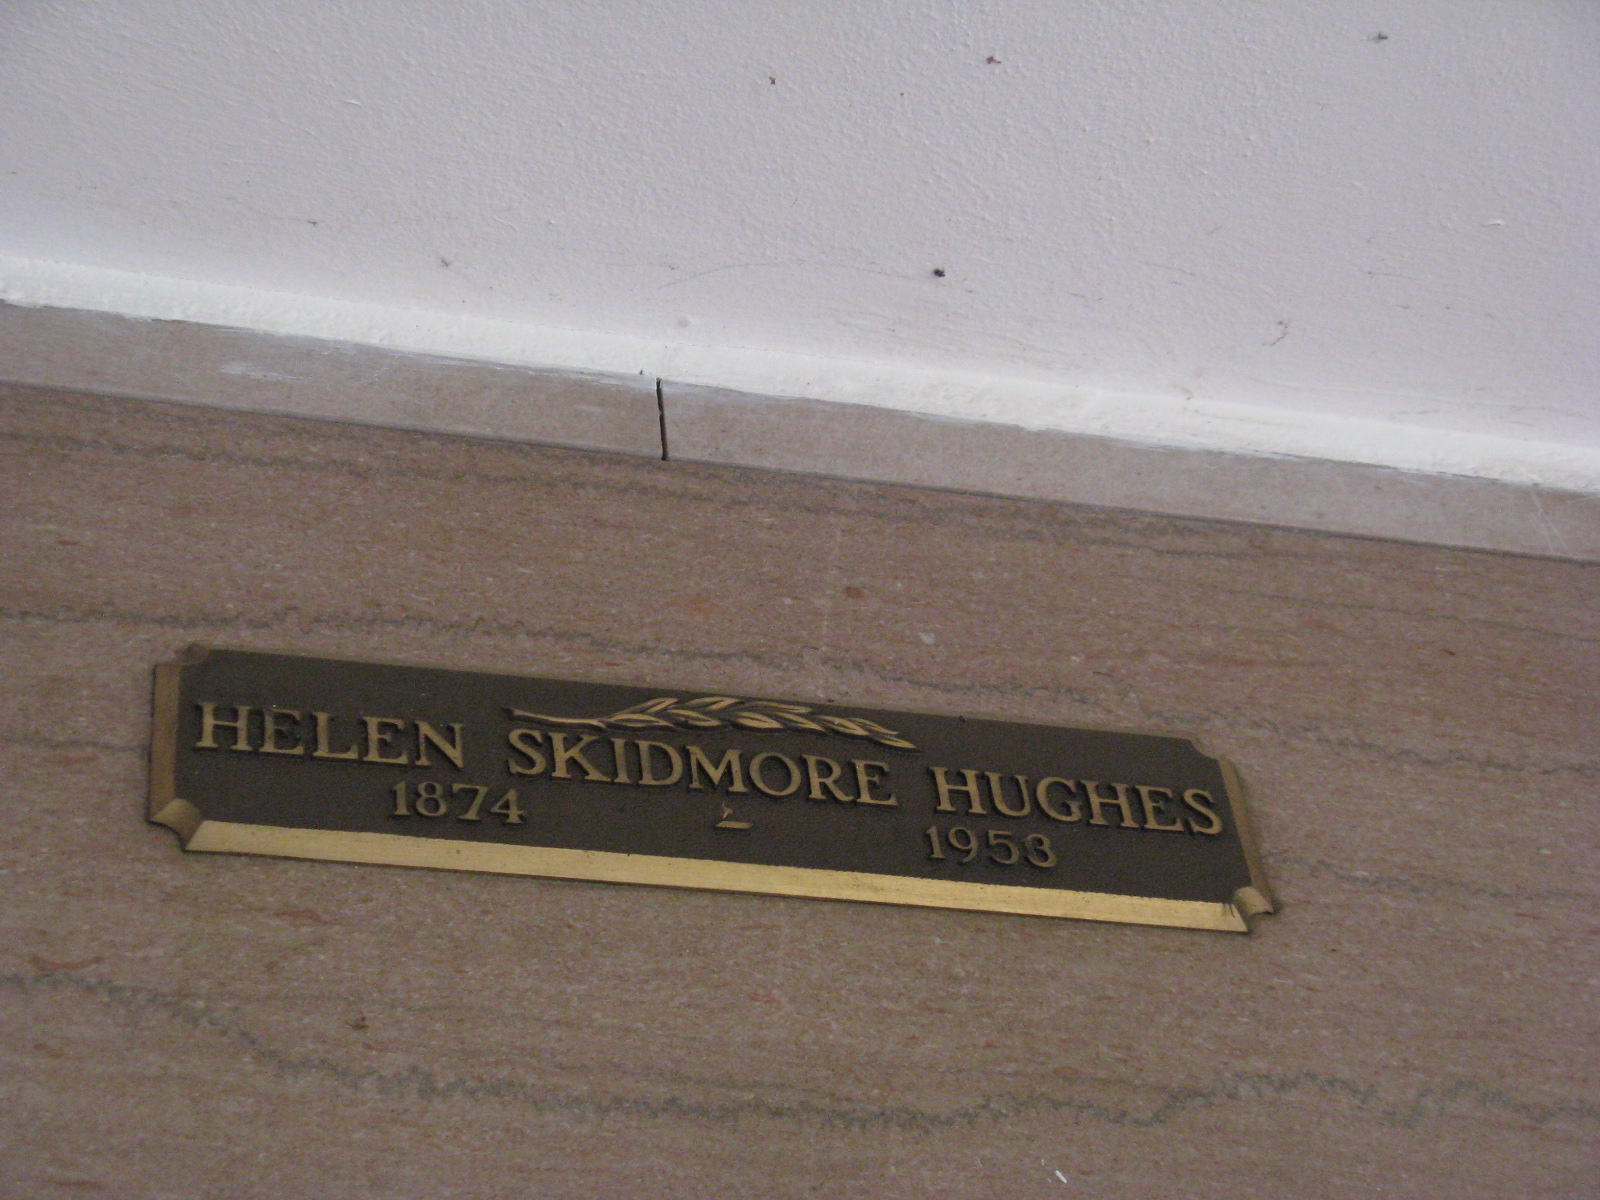 HELEN SKIDMORE HUGHES
1874 - 1953